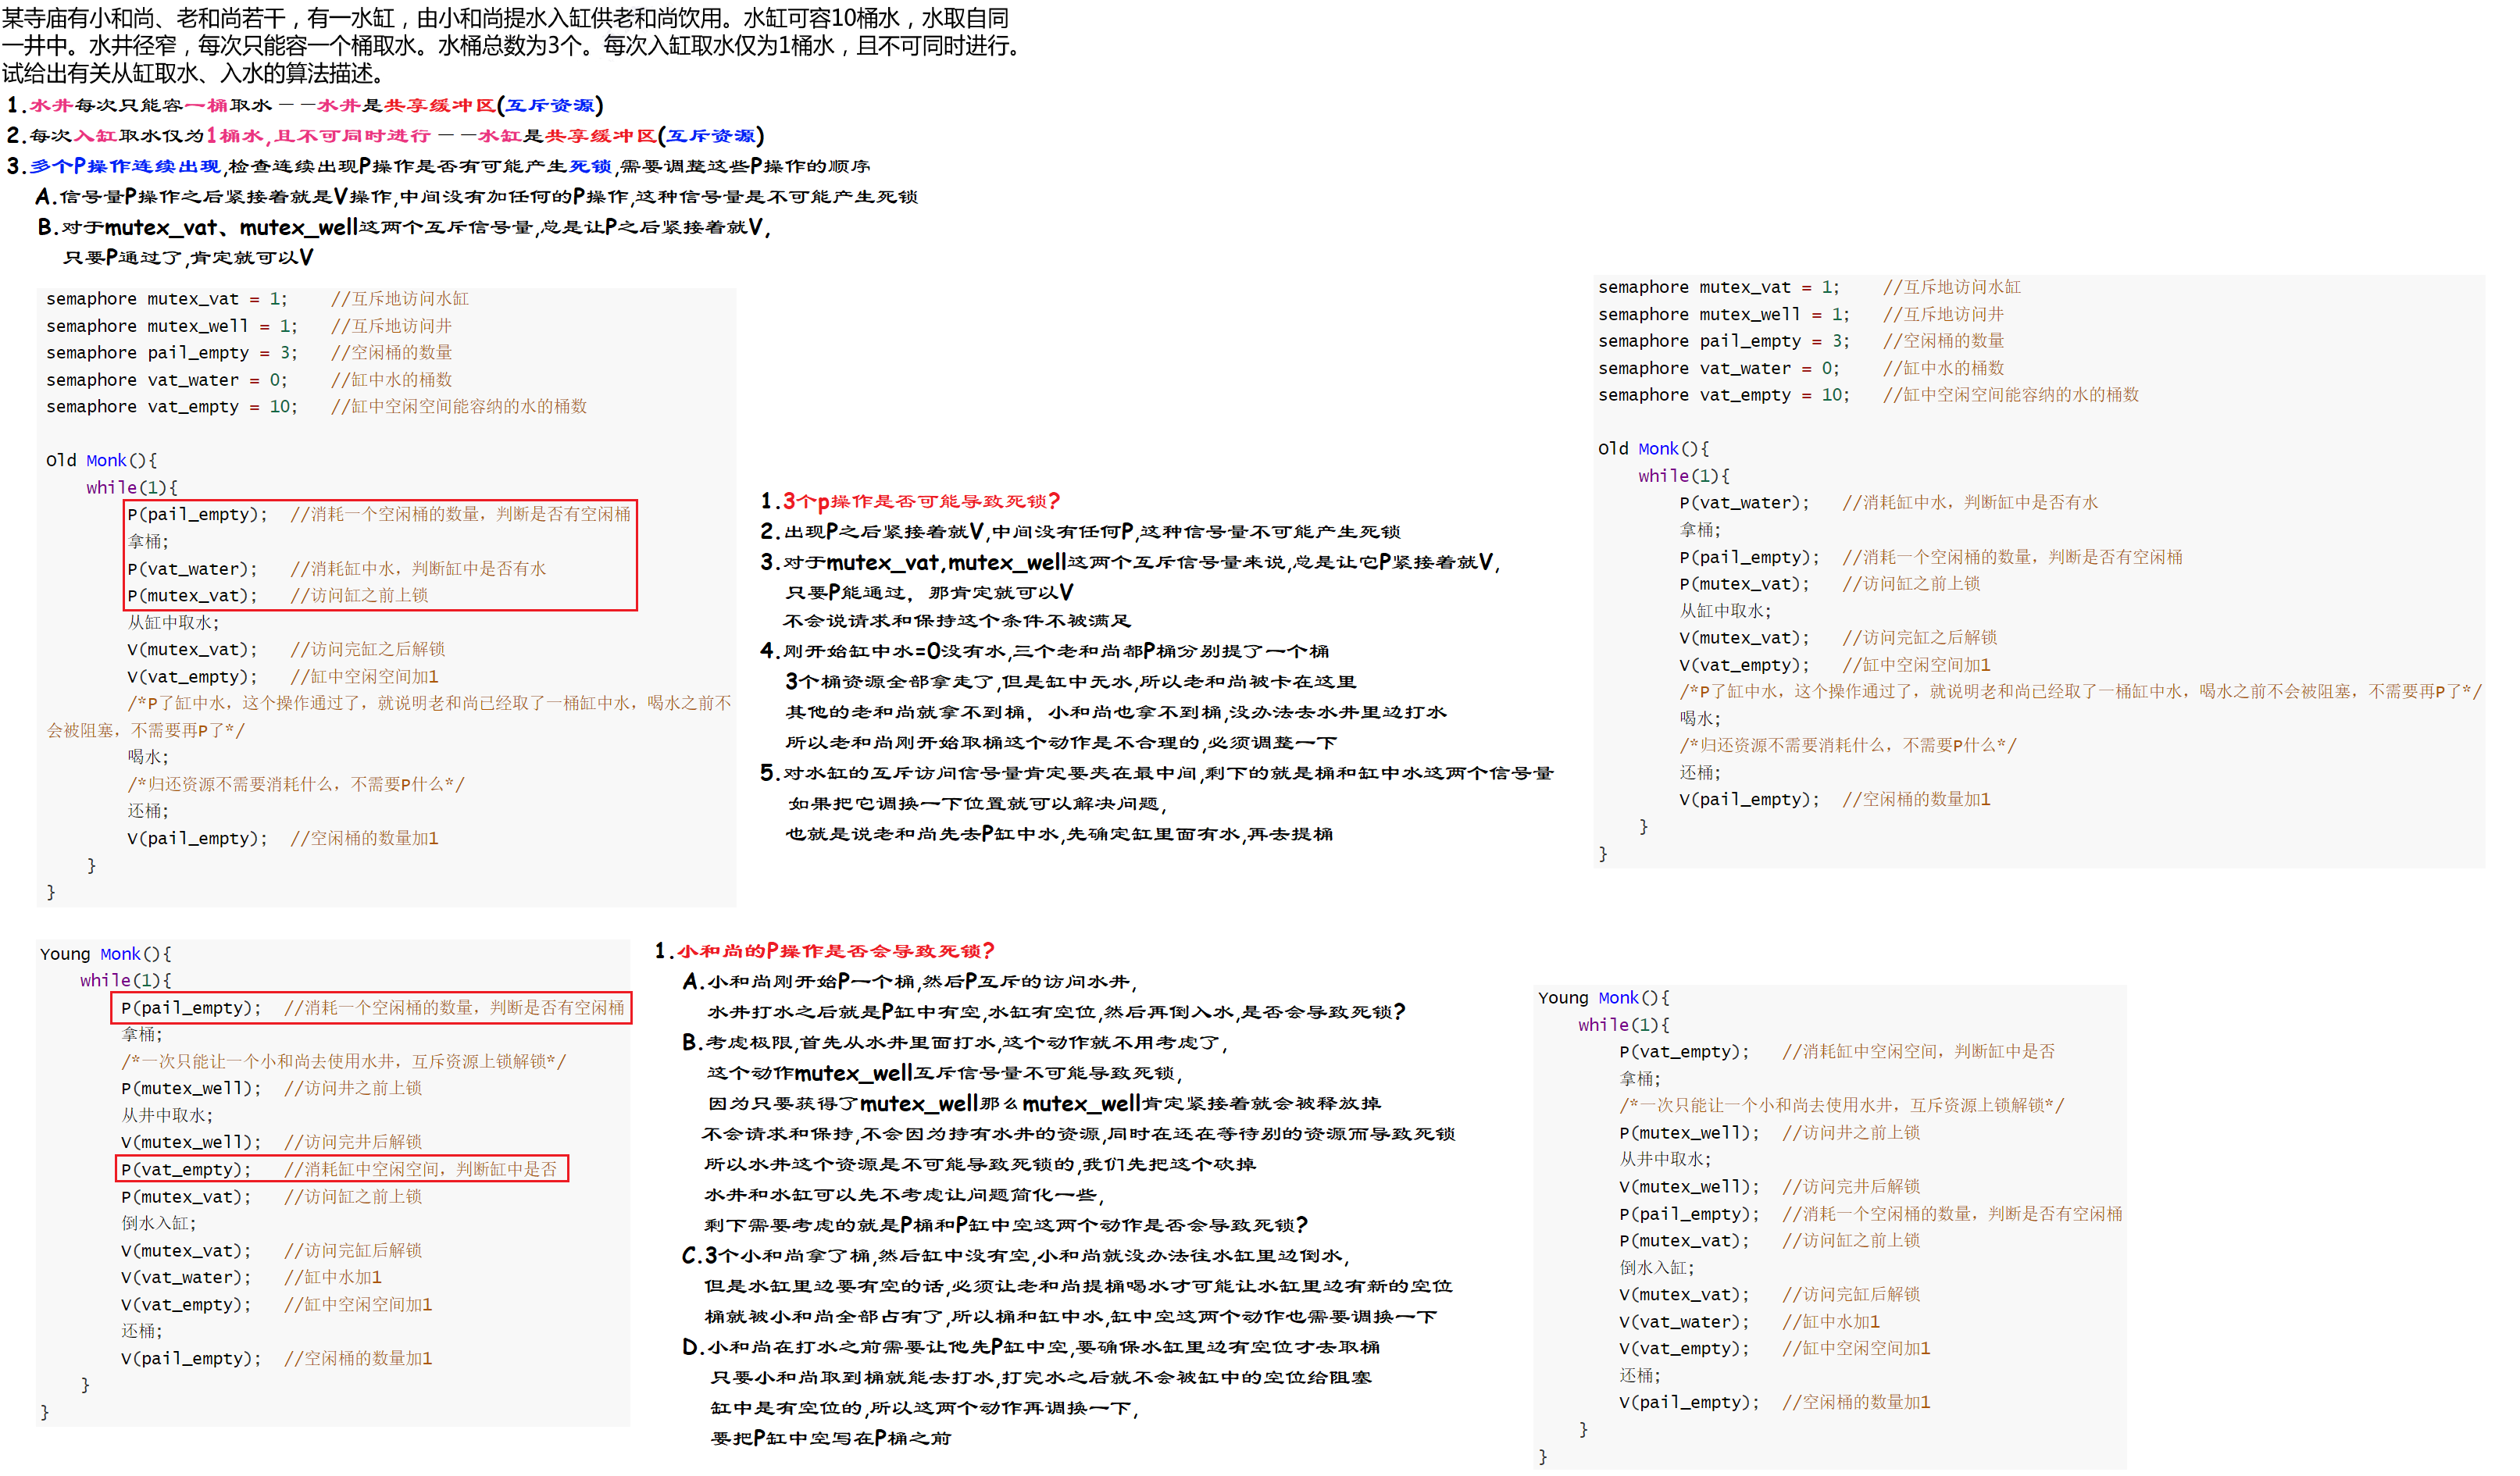 某寺庙有小和尚、老和尚若干，有一水缸，由小和尚提水入缸供老和尚饮用。水缸可容10桶水，水取自同
一井中。水井径窄，每次只能容一个桶取水。水桶总数为3个。每次入缸取水仅为1桶水，且不可同时进行。
试给出有关从缸取水、入水的算法描述。
1.水井每次只能容一桶取水——水井是共享缓冲区(互斥资源)
2.每次入缸取水仅为1桶水,且不可同时进行——水缸是共享缓冲区(互斥资源)
3.多个P操作连续出现,检查连续出现P操作是否有可能产生死锁,需要调整这些P操作的顺序
A.信号量P操作之后紧接着就是V操作,中间没有加任何的P操作,这种信号量是不可能产生死锁
B.对于mutex_vat、mutex_well这两个互斥信号量,总是让P之后紧接着就V,
只要P通过了,肯定就可以V
semaphore mutex_vat = 1;    //互斥地访问水缸
semaphore mutex_well = 1;   //互斥地访问井
semaphore pail_empty = 3;   //空闲桶的数量
semaphore vat_water = 0;    //缸中水的桶数
semaphore vat_empty = 10;   //缸中空闲空间能容纳的水的桶数
Old Monk(){
while(1){
P(pail_empty);  //消耗一个空闲桶的数量，判断是否有空闲桶
拿桶;
P(vat_water);   //消耗缸中水，判断缸中是否有水
P(mutex_vat);   //访问缸之前上锁
从缸中取水;
V(mutex_vat);   //访问完缸之后解锁
V(vat_empty);   //缸中空闲空间加1
/*P了缸中水，这个操作通过了，就说明老和尚已经取了一桶缸中水，喝水之前不
会被阻塞，不需要再P了*/
喝水;
/*归还资源不需要消耗什么，不需要P什么*/
还桶;
V(pail_empty);  //空闲桶的数量加1
}
}
1.3个p操作是否可能导致死锁?
2.出现P之后紧接着就V,中间没有任何P,这种信号量不可能产生死锁
3.对于mutex_vat,mutex_well这两个互斥信号量来说,总是让它P紧接着就V,
只要P能通过，那肯定就可以V
不会说请求和保持这个条件不被满足
4.刚开始缸中水=0没有水,三个老和尚都P桶分别提了一个桶
3个桶资源全部拿走了,但是缸中无水,所以老和尚被卡在这里
其他的老和尚就拿不到桶，小和尚也拿不到桶,没办法去水井里边打水
所以老和尚刚开始取桶这个动作是不合理的,必须调整一下
5.对水缸的互斥访问信号量肯定要夹在最中间,剩下的就是桶和缸中水这两个信号量
如果把它调换一下位置就可以解决问题,
也就是说老和尚先去P缸中水,先确定缸里面有水,再去提桶
semaphore mutex_vat = 1;    //互斥地访问水缸
semaphore mutex_well = 1;   //互斥地访问井
semaphore pail_empty = 3;   //空闲桶的数量
semaphore vat_water = 0;    //缸中水的桶数
semaphore vat_empty = 10;   //缸中空闲空间能容纳的水的桶数
Old Monk(){
while(1){
P(vat_water);   //消耗缸中水，判断缸中是否有水
拿桶;
P(pail_empty);  //消耗一个空闲桶的数量，判断是否有空闲桶
P(mutex_vat);   //访问缸之前上锁
从缸中取水;
V(mutex_vat);   //访问完缸之后解锁
V(vat_empty);   //缸中空闲空间加1
/*P了缸中水，这个操作通过了，就说明老和尚已经取了一桶缸中水，喝水之前不会被阻塞，不需要再P了*/
喝水;
/*归还资源不需要消耗什么，不需要P什么*/
还桶;
V(pail_empty);  //空闲桶的数量加1
}
}
Young Monk(){
while(1){
P(pail_empty);  //消耗一个空闲桶的数量，判断是否有空闲桶
拿桶;
/*一次只能让一个小和尚去使用水井，互斥资源上锁解锁*/
P(mutex_well);  //访问井之前上锁
从井中取水;
V(mutex_well);  //访问完井后解锁
P(vat_empty);   //消耗缸中空闲空间，判断缸中是否
P(mutex_vat);   //访问缸之前上锁
倒水入缸;
V(mutex_vat);   //访问完缸后解锁
V(vat_water);   //缸中水加1
V(vat_empty);   //缸中空闲空间加1
还桶;
V(pail_empty);  //空闲桶的数量加1
}
}
1.小和尚的P操作是否会导致死锁?
A.小和尚刚开始P一个桶,然后P互斥的访问水井,
水井打水之后就是P缸中有空,水缸有空位,然后再倒入水,是否会导致死锁?
B.考虑极限,首先从水井里面打水,这个动作就不用考虑了,
这个动作mutex_well互斥信号量不可能导致死锁,
因为只要获得了mutex_well那么mutex_well肯定紧接着就会被释放掉
不会请求和保持,不会因为持有水井的资源,同时在还在等待别的资源而导致死锁
所以水井这个资源是不可能导致死锁的,我们先把这个砍掉
水井和水缸可以先不考虑让问题简化一些,
剩下需要考虑的就是P桶和P缸中空这两个动作是否会导致死锁?
C.3个小和尚拿了桶,然后缸中没有空,小和尚就没办法往水缸里边倒水,
但是水缸里边要有空的话,必须让老和尚提桶喝水才可能让水缸里边有新的空位
桶就被小和尚全部占有了,所以桶和缸中水,缸中空这两个动作也需要调换一下
D.小和尚在打水之前需要让他先P缸中空,要确保水缸里边有空位才去取桶
只要小和尚取到桶就能去打水,打完水之后就不会被缸中的空位给阻塞
缸中是有空位的,所以这两个动作再调换一下,
要把P缸中空写在P桶之前
Young Monk(){
while(1){
P(vat_empty);   //消耗缸中空闲空间，判断缸中是否
拿桶;
/*一次只能让一个小和尚去使用水井，互斥资源上锁解锁*/
P(mutex_well);  //访问井之前上锁
从井中取水;
V(mutex_well);  //访问完井后解锁
P(pail_empty);  //消耗一个空闲桶的数量，判断是否有空闲桶
P(mutex_vat);   //访问缸之前上锁
倒水入缸;
V(mutex_vat);   //访问完缸后解锁
V(vat_water);   //缸中水加1
V(vat_empty);   //缸中空闲空间加1
还桶;
V(pail_empty);  //空闲桶的数量加1
}
}